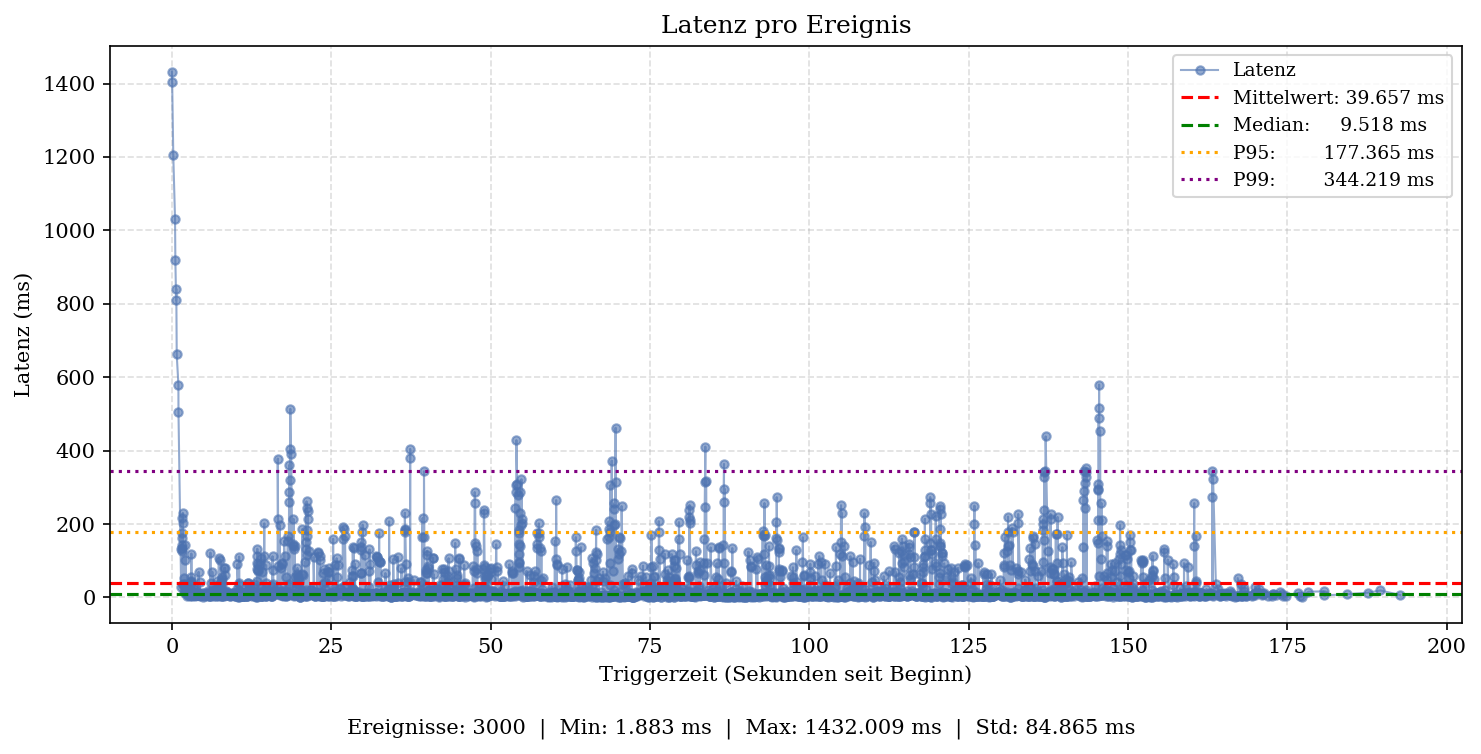 Latenz pro Ereignis
Latenz (ms)
1400
1200
1000
800
600
400
200
0
Latenz
Mittelwert: 39.657 ms
Median: 9.518 ms
P95: 177.365 ms
P99: 344.219 ms
0 25 50 75 100 125 150 175 200
Triggerzeit (Sekunden seit Beginn)
Ereignisse: 3000 | Min: 1.883 ms | Max: 1432.009 ms | Std: 84.865 ms